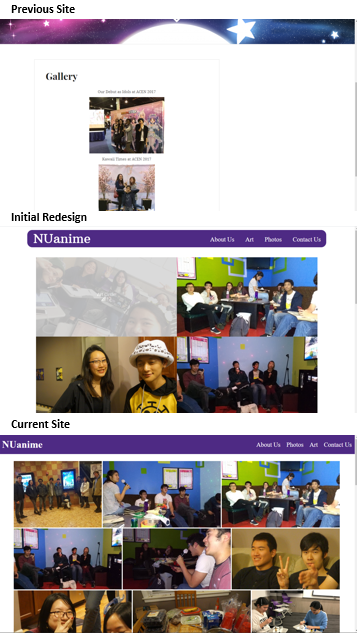 Previous Site
Gallery
Our Debut as Idols at ACEN 2017
Kawaii Times at ACEN 2017
Initial Redesign
NUanime
About Us Art Photos Contact Us
Current Site
NUanime
About Us Photos Art Contact Us